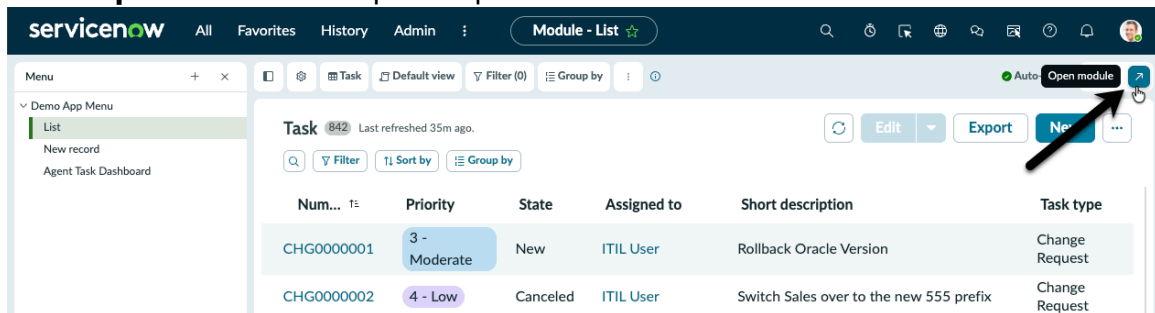 servicenow All Favorites History Admin Module - List
Menu Task Default view Filter (0) Group by Auto- Open module
Demo App Menu
List
New record
Agent Task Dashboard
Task 842 Last refreshed 35m ago. Edit Export
Filter Sort by Group by
Num... Priority State Assigned to Short description Task type
CHG0000001 3 - Moderate New ITIL User Rollback Oracle Version Change Request
CHG0000002 4 - Low Canceled ITIL User Switch Sales over to the new 555 prefix Change Request